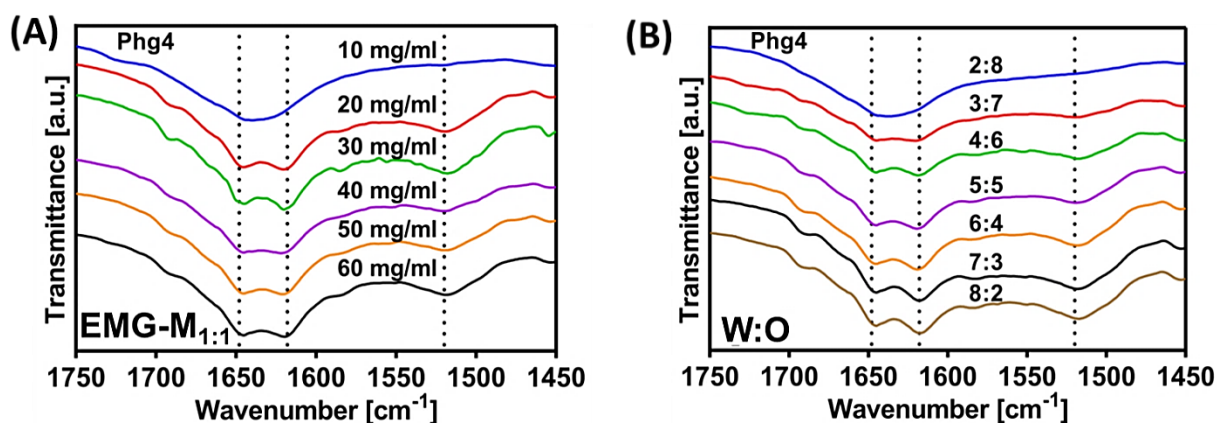 (A)
Phg4
10 mg/ml
20 mg/ml
30 mg/ml
40 mg/ml
50 mg/ml
60 mg/ml
EMG-M1:1
Transmittance [a.u.]
1750 1700 1650 1600 1550 1500 1450
Wavenumber [cm-1]
(B)
Phg4
2:8
3:7
4:6
5:5
6:4
7:3
8:2
W:O
Transmittance [a.u.]
1750 1700 1650 1600 1550 1500 1450
Wavenumber [cm-1]